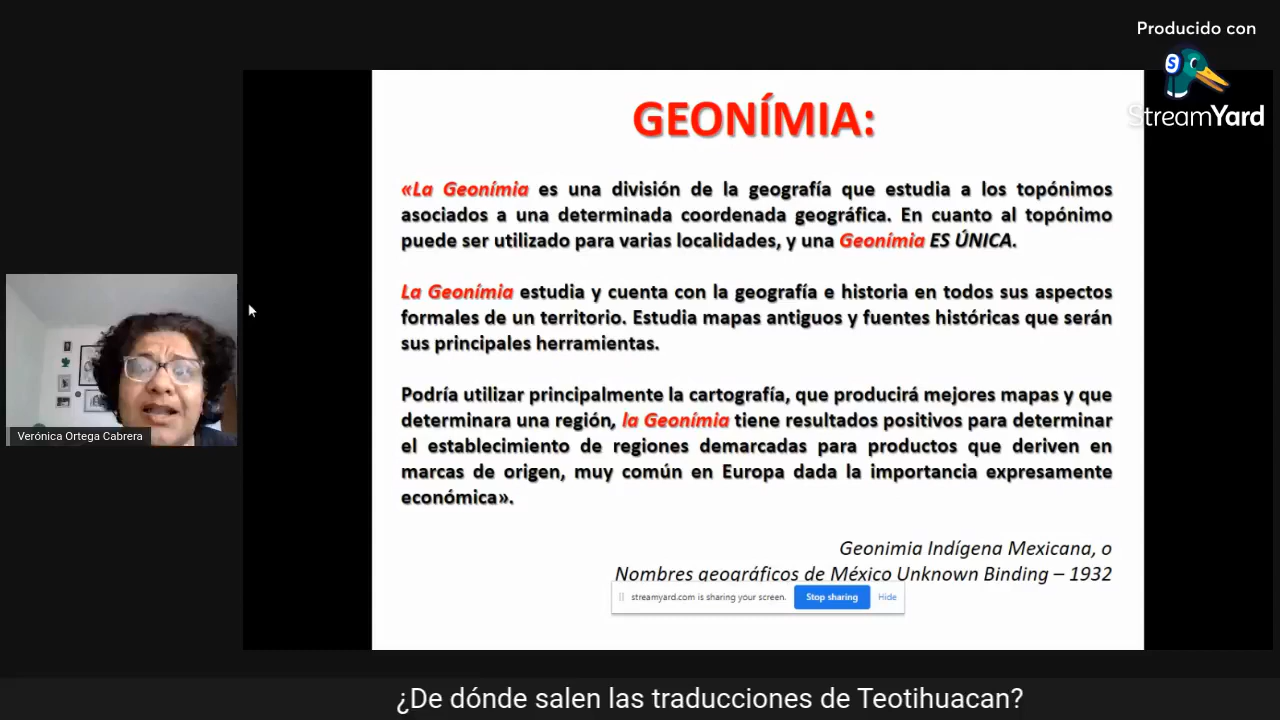 Producido con
StreamYard
GEONÍMIA:
«La Geonímia es una división de la geografía que estudia a los topónimos
asociados a una determinada coordenada geográfica. En cuanto al topónimo
puede ser utilizado para varias localidades, y una Geonímia ES ÚNICA.
La Geonímia estudia y cuenta con la geografía e historia en todos sus aspectos
formales de un territorio. Estudia mapas antiguos y fuentes históricas que serán
sus principales herramientas.
Podría utilizar principalmente la cartografía, que producirá mejores mapas y que
determinara una región, la Geonímia tiene resultados positivos para determinar
el establecimiento de regiones demarcadas para productos que deriven en
marcas de origen, muy común en Europa dada la importancia expresamente
económica».
Geonimia Indígena Mexicana, o
Nombres geográficos de México Unknown Binding – 1932
streamyard.com is sharing your screen. Stop sharing Hide
Verónica Ortega Cabrera
¿De dónde salen las traducciones de Teotihuacan?